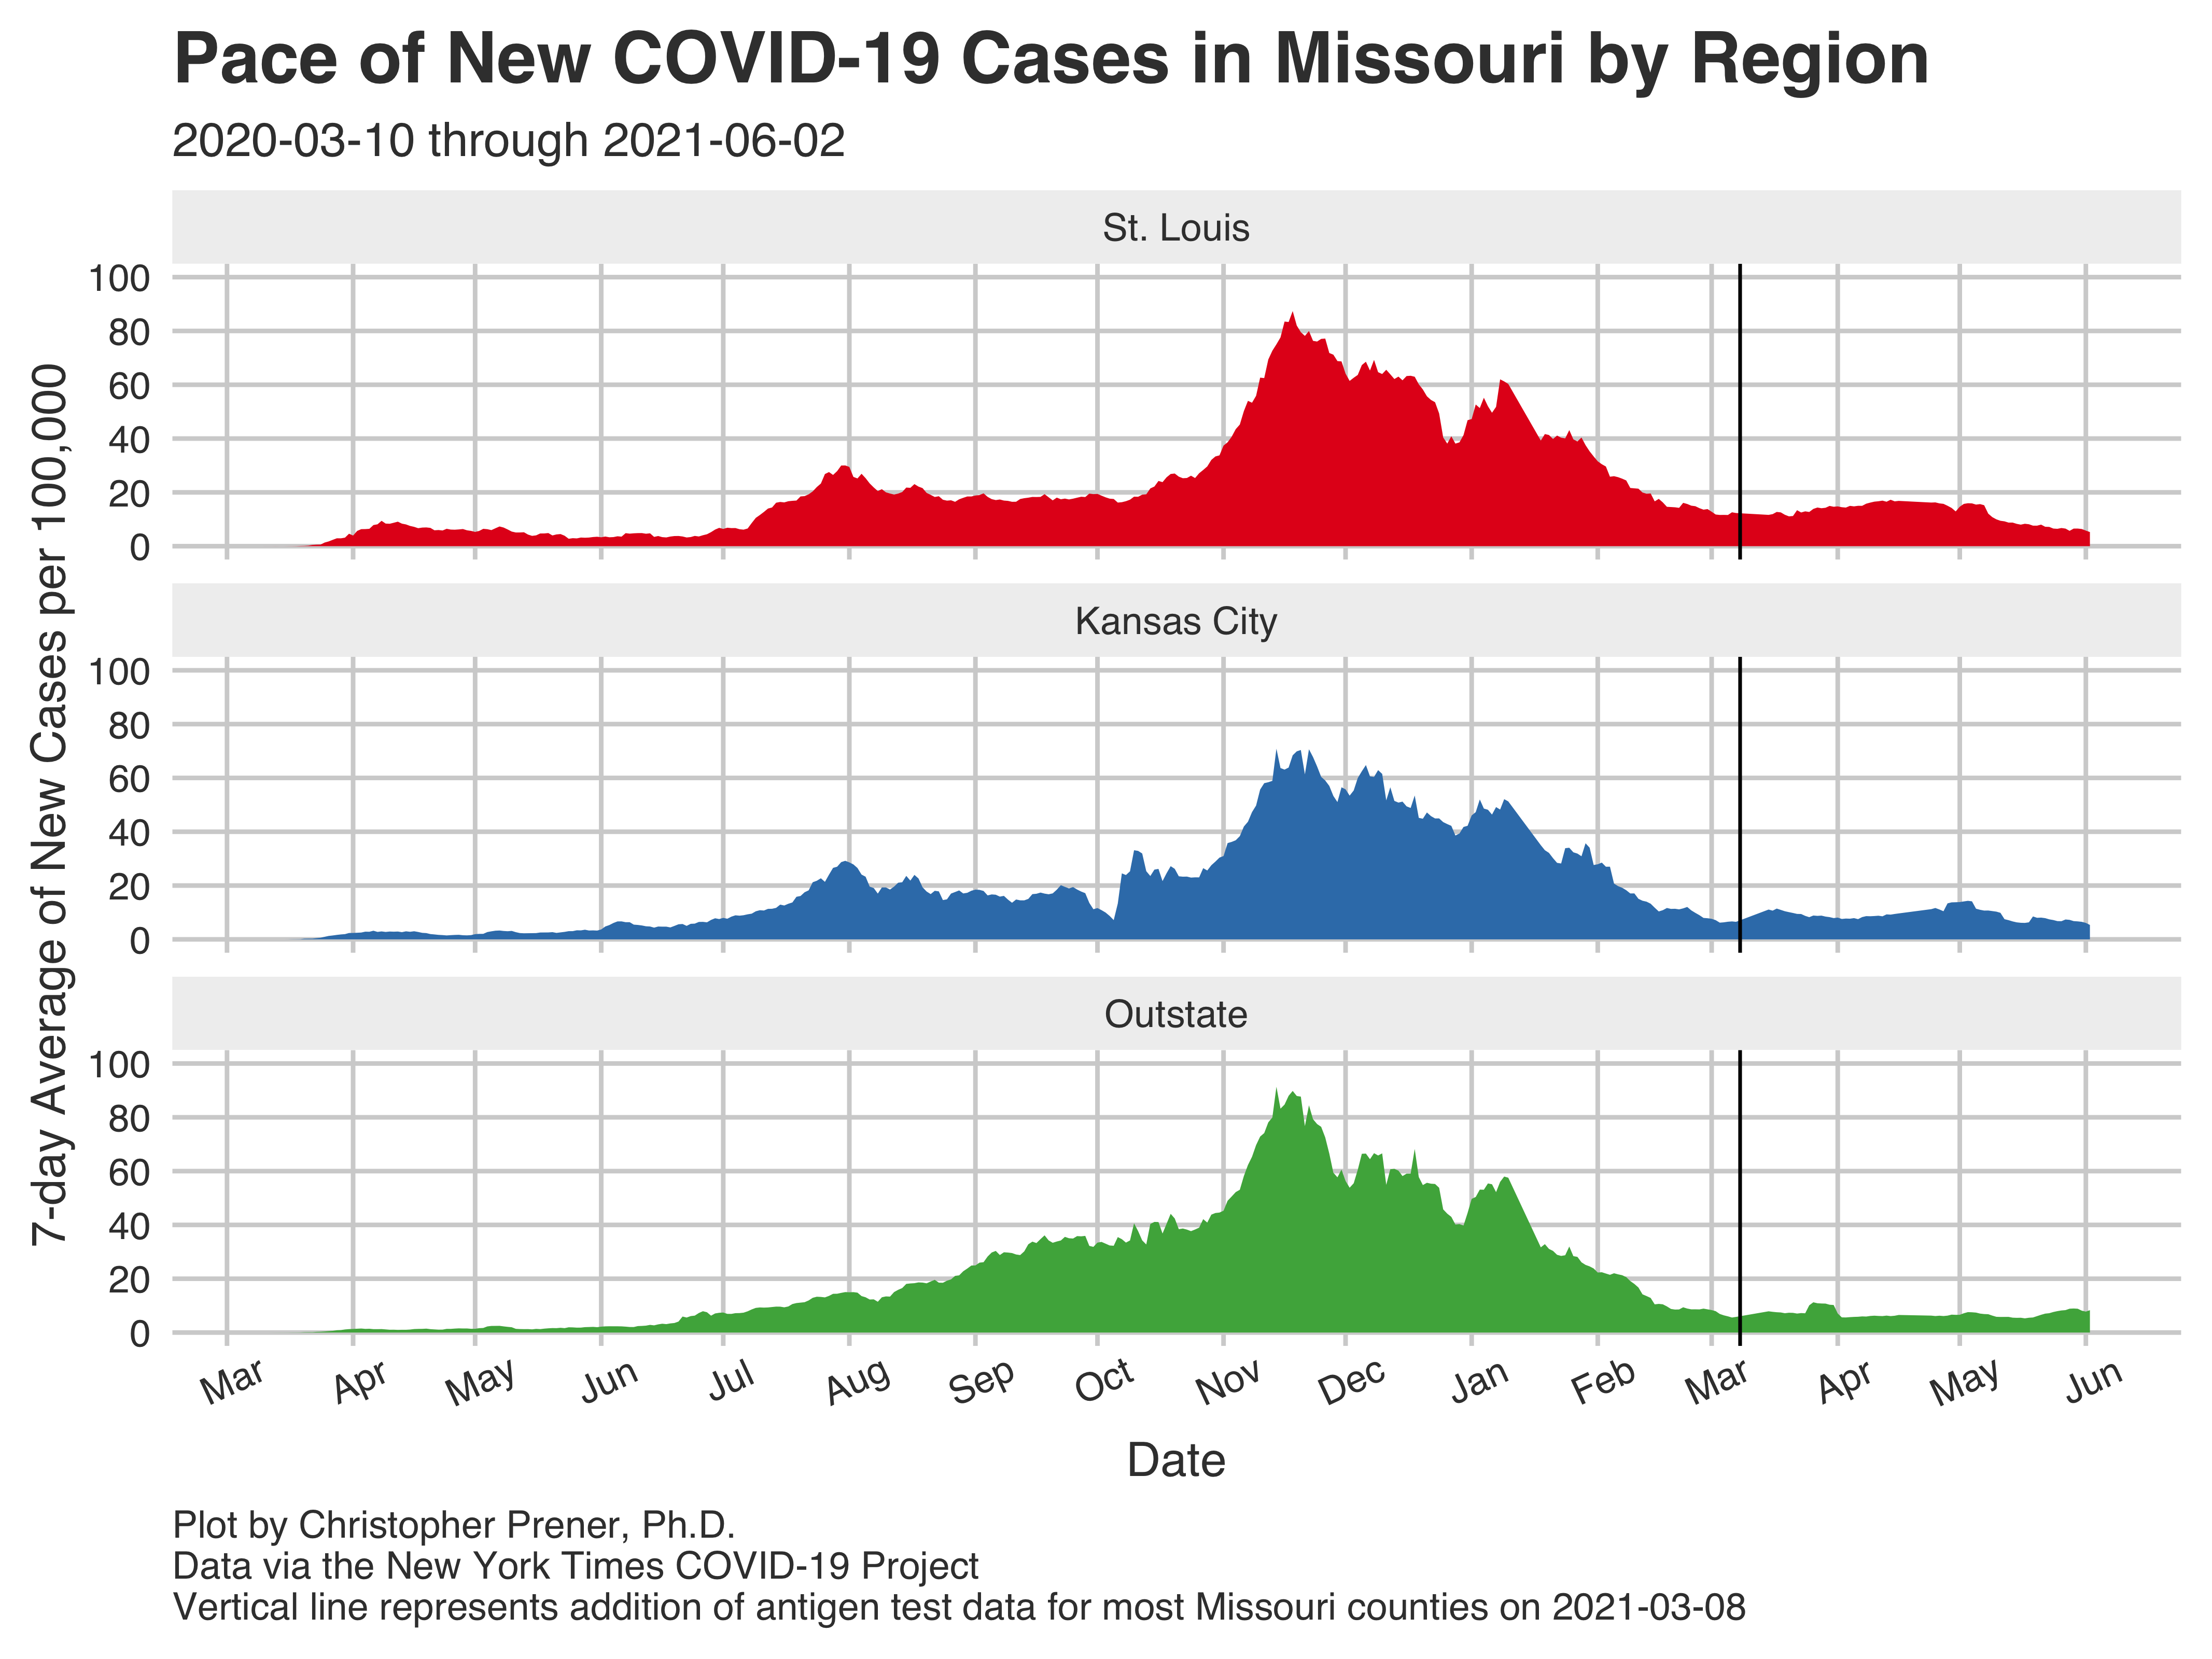 Pace of New COVID-19 Cases in Missouri by Region
2020-03-10 through 2021-06-02
7-day Average of New Cases per 100,000
St. Louis
100
80
60
40
20
0
Kansas City
100
80
60
40
20
0
Outstate
100
80
60
40
20
0
Mar Apr May Jun Jul Aug Sep Oct Nov Dec Jan Feb Mar Apr May Jun
Date
Plot by Christopher Prener, Ph.D.
Data via the New York Times COVID-19 Project
Vertical line represents addition of antigen test data for most Missouri counties on 2021-03-08